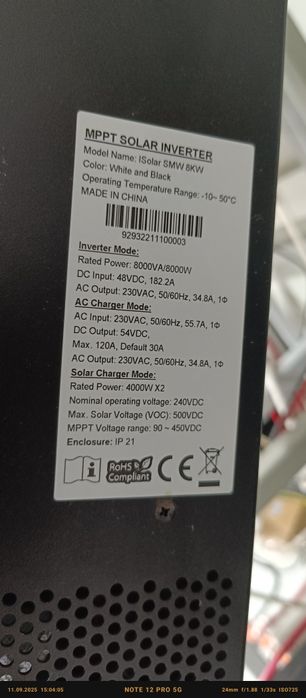 MPPT SOLAR INVERTER
Model Name: ISolar SMW 8KW
Color: White and Black
Operating Temperature Range: -10~ 50°C
MADE IN CHINA
92932211100003
Inverter Mode:
Rated Power: 8000VA/8000W
DC Input: 48VDC, 182.2A
AC Output: 230VAC, 50/60Hz, 34.8A, 1Φ
AC Charger Mode:
AC Input: 230VAC, 50/60Hz, 55.7A, 1Φ
DC Output: 54VDC,
Max. 120A, Default 30A
AC Output: 230VAC, 50/60Hz, 34.8A, 1Φ
Solar Charger Mode:
Rated Power: 4000W X2
Nominal operating voltage: 240VDC
Max. Solar Voltage (VOC): 500VDC
MPPT Voltage range: 90 ~ 450VDC
Enclosure: IP 21
RoHS
Compliant
CE
11.09.2025 15:04:05
NOTE 12 PRO 5G
24mm f/1.88 1/33s ISO725